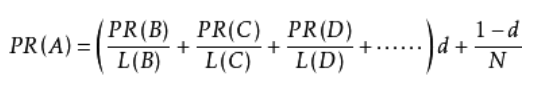 PR(A) = (PR(B)/L(B) + PR(C)/L(C) + PR(D)/L(D) + ······)d + (1 − d)/N